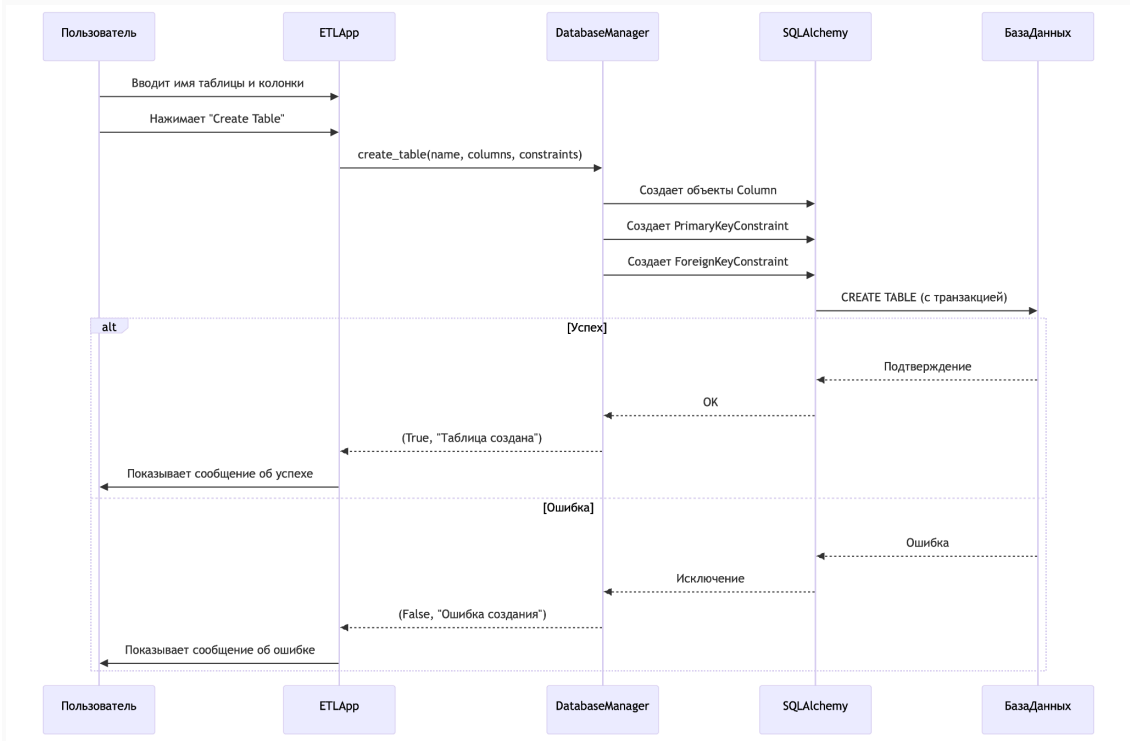 Пользователь
ETLApp
DatabaseManager
SQLAlchemy
БазаДанных
Вводит имя таблицы и колонки
Нажимает "Create Table"
create_table(name, columns, constraints)
Создает объекты Column
Создает PrimaryKeyConstraint
Создает ForeignKeyConstraint
CREATE TABLE (с транзакцией)
alt
[Успех]
Подтверждение
OK
(True, "Таблица создана")
Показывает сообщение об успехе
[Ошибка]
Ошибка
Исключение
(False, "Ошибка создания")
Показывает сообщение об ошибке
Пользователь
ETLApp
DatabaseManager
SQLAlchemy
БазаДанных